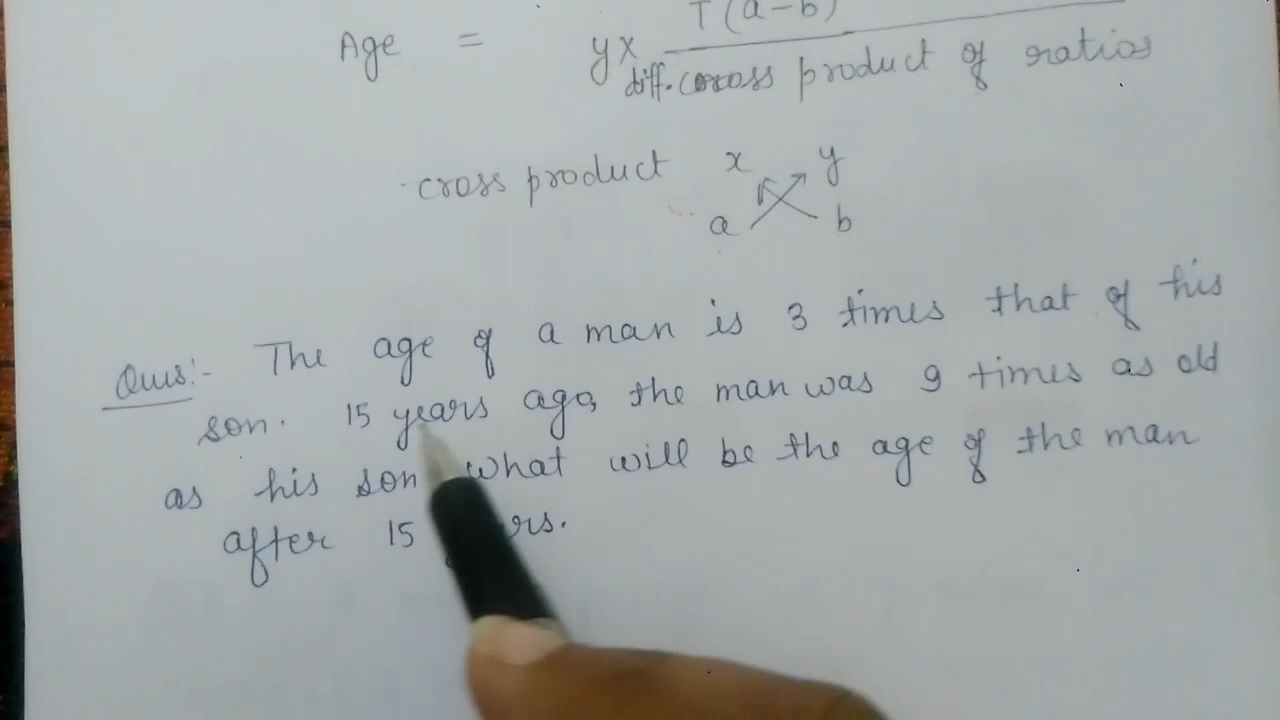 T(a-b)
Age = yx
diff. cross product of ratios
cross product x y
a b
Ques:- The age of a man is 3 times that of his
son. 15 years ago, the man was 9 times as old
as his son what will be the age of the man
after 15